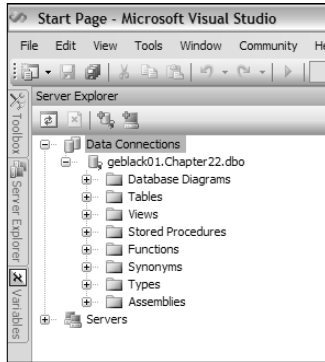 Start Page - Microsoft Visual Studio
File Edit View Tools Window Community
Server Explorer
Toolbox
Server Explorer
Variables
Data Connections
geblack01.Chapter22.dbo
Database Diagrams
Tables
Views
Stored Procedures
Functions
Synonyms
Types
Assemblies
Servers